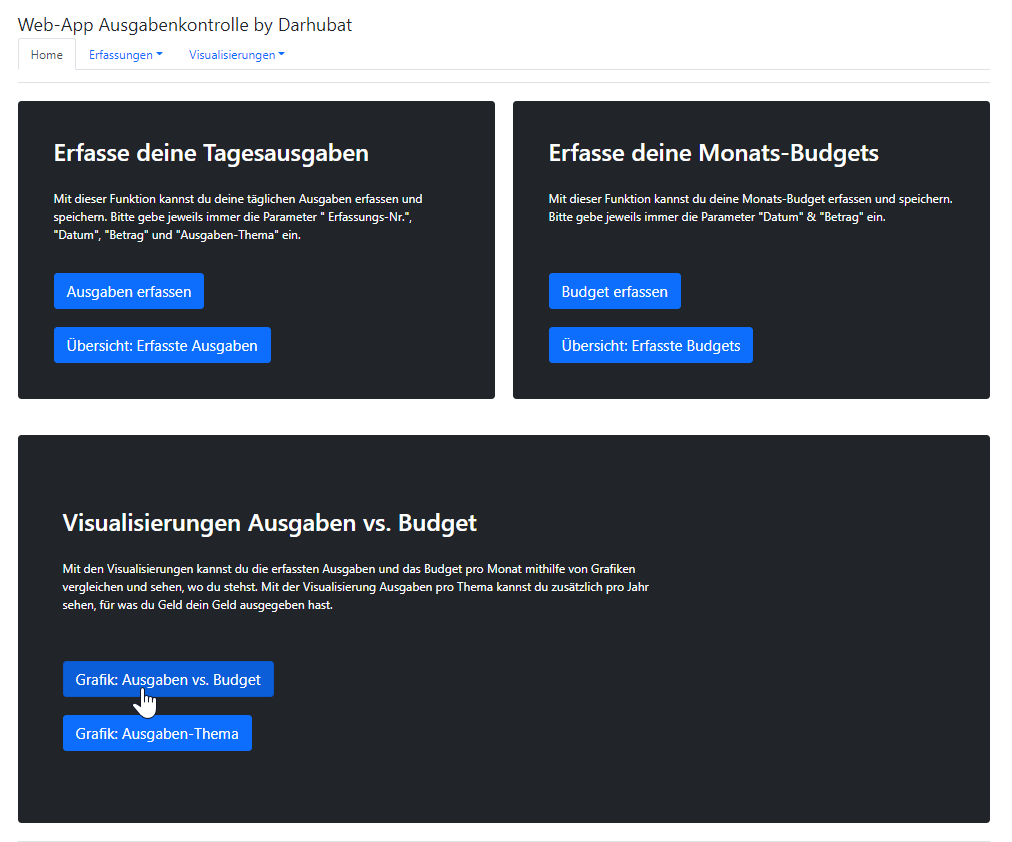 Web-App Ausgabenkontrolle by Darhubat
Home Erfassungen Visualisierungen
Erfasse deine Tagesausgaben
Mit dieser Funktion kannst du deine täglichen Ausgaben erfassen und
speichern. Bitte gebe jeweils immer die Parameter " Erfassungs-Nr.",
"Datum", "Betrag" und "Ausgaben-Thema" ein.
Ausgaben erfassen
Übersicht: Erfasste Ausgaben
Erfasse deine Monats-Budgets
Mit dieser Funktion kannst du deine Monats-Budget erfassen und speichern.
Bitte gebe jeweils immer die Parameter "Datum" & "Betrag" ein.
Budget erfassen
Übersicht: Erfasste Budgets
Visualisierungen Ausgaben vs. Budget
Mit den Visualisierungen kannst du die erfassten Ausgaben und das Budget pro Monat mithilfe von Grafiken
vergleichen und sehen, wo du stehst. Mit der Visualisierung Ausgaben pro Thema kannst du zusätzlich pro Jahr
sehen, für was du Geld dein Geld ausgegeben hast.
Grafik: Ausgaben vs. Budget
Grafik: Ausgaben-Thema